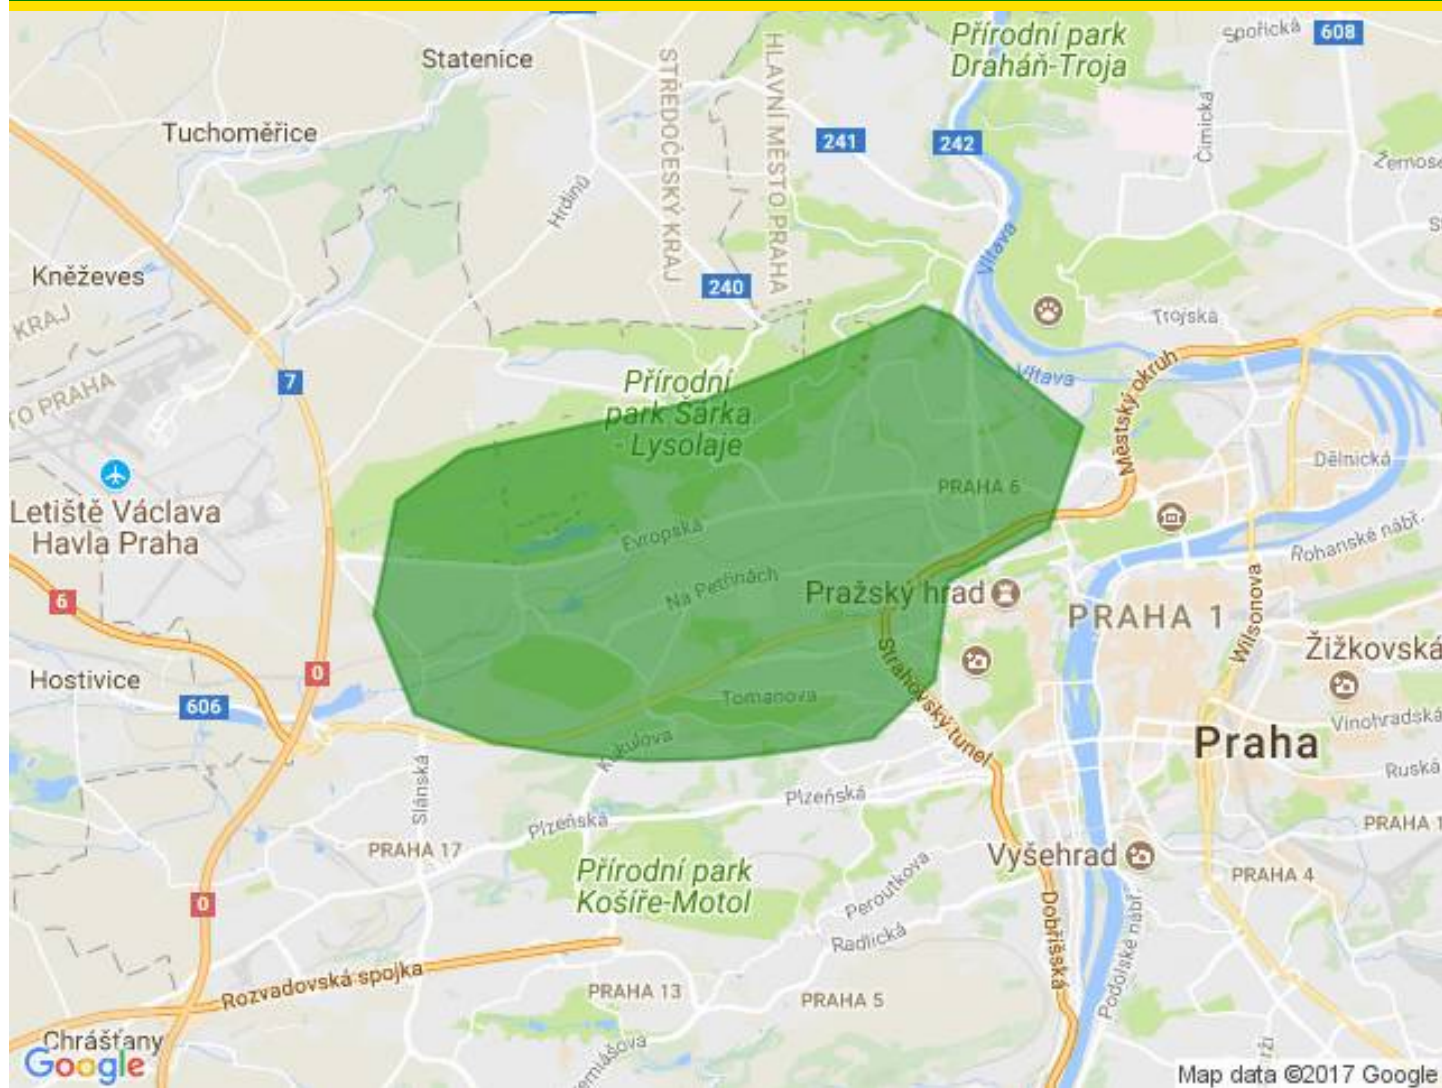 Přírodní park
Draháň-Troja
Spořická
608
Statenice
STŘEDOČESKÝ KRAJ
HLAVNÍ MĚSTO PRAHA
Tuchoměřice
241
242
Čimická
Hrdinů
Vltava
Kněževes
240
KRAJ
Trojská
TO PRAHA
7
Přírodní
park Šárka
- Lysolaje
Vltava
Městský okruh
Dělnická
Letiště Václava
Havla Praha
PRAHA 6
Evropská
Rohanské nábř.
6
Na Petřinách
Pražský hrad
PRAHA 1
Wilsonova
Žižkovská
Hostivice
0
606
Tomanova
Strahovský tunel
Vinohradská
Kukulova
Praha
Ruská
Slánská
Plzeňská
Plzeňská
PRAHA 1
PRAHA 17
Přírodní park
Košíře-Motol
Vyšehrad
PRAHA 4
Peroutkova
0
Radlická
Dobříšská
Podolské nábř.
Rozvadovská spojka
PRAHA 13
PRAHA 5
Chrášťany
Google
Map data ©2017 Google